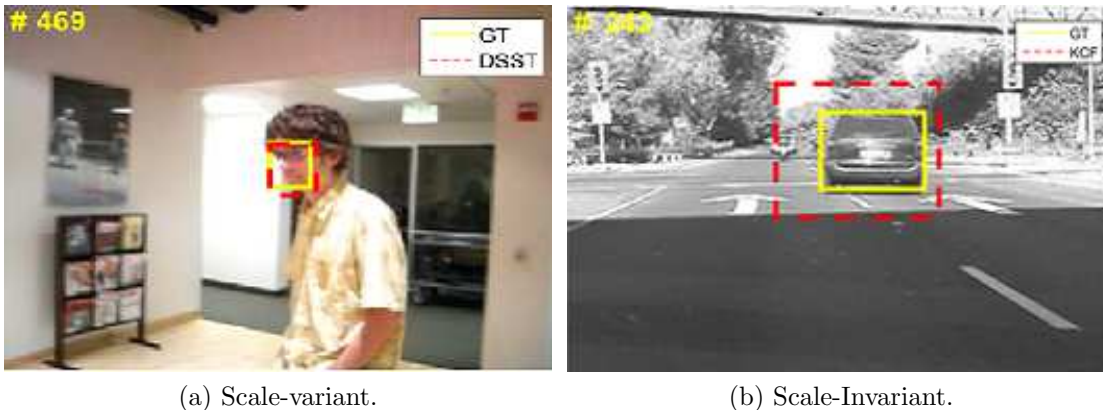 # 469
GT
DSST
#
GT
KCF
(a) Scale-variant.
(b) Scale-Invariant.